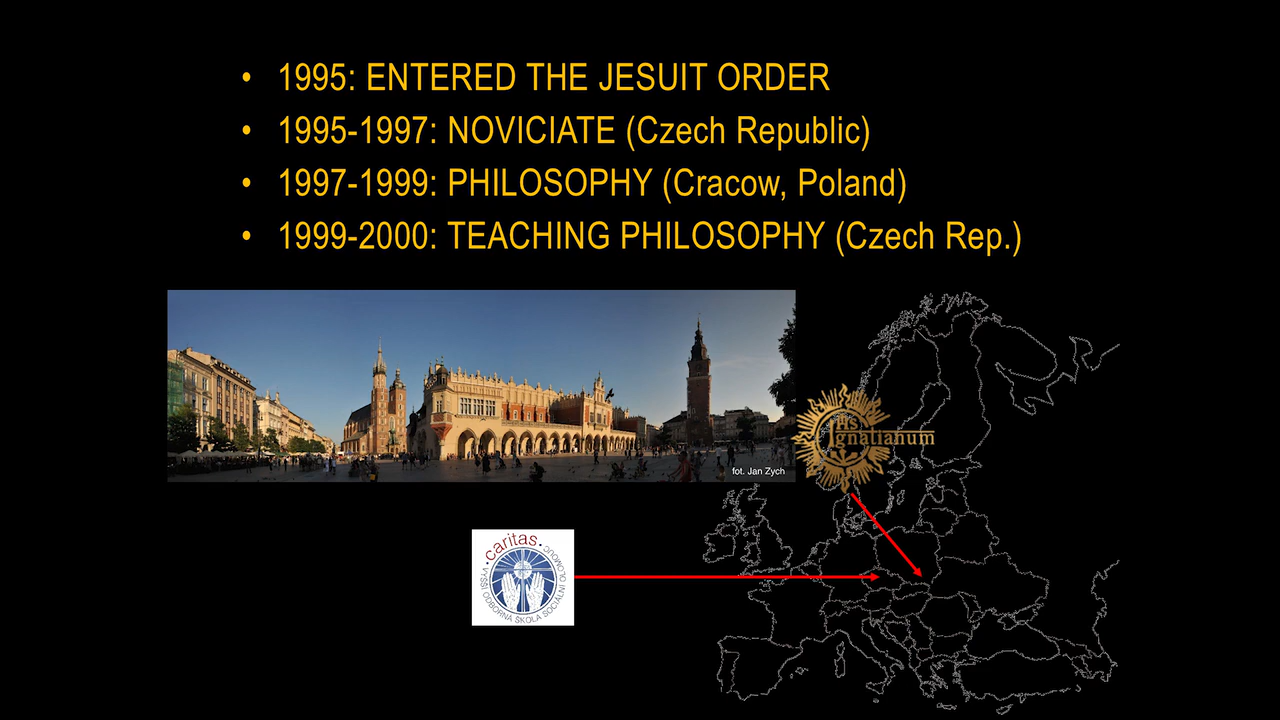 • 1995: ENTERED THE JESUIT ORDER
• 1995-1997: NOVICIATE (Czech Republic)
• 1997-1999: PHILOSOPHY (Cracow, Poland)
• 1999-2000: TEACHING PHILOSOPHY (Czech Rep.)
fot. Jan Zych
Ihs
Ignatianum
•caritas•
VYŠŠÍ ODBORNÁ ŠKOLA SOCIÁLNÍ OLOMOUC